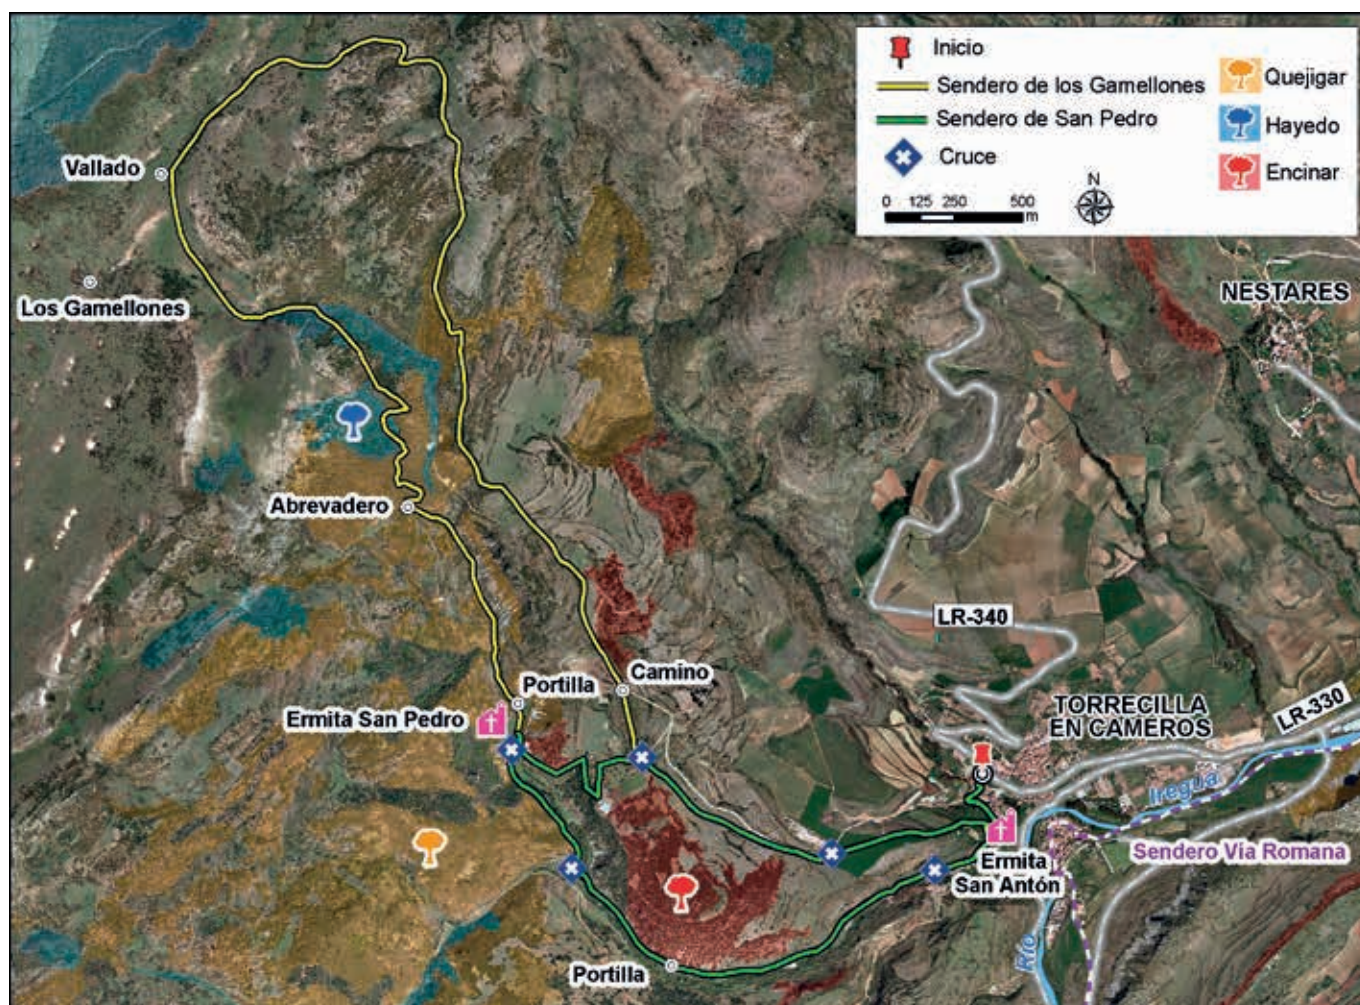 Inicio
Sendero de los Gamellones
Sendero de San Pedro
Cruce
0 125 250 500
m
N
Quejigar
Hayedo
Encinar
Vallado
Los Gamellones
NESTARES
Abrevadero
LR-340
Portilla
Camino
Ermita San Pedro
TORRECILLA
EN CAMEROS
LR-330
Iregua
Sendero Vía Romana
Ermita
San Antón
Portilla
Río